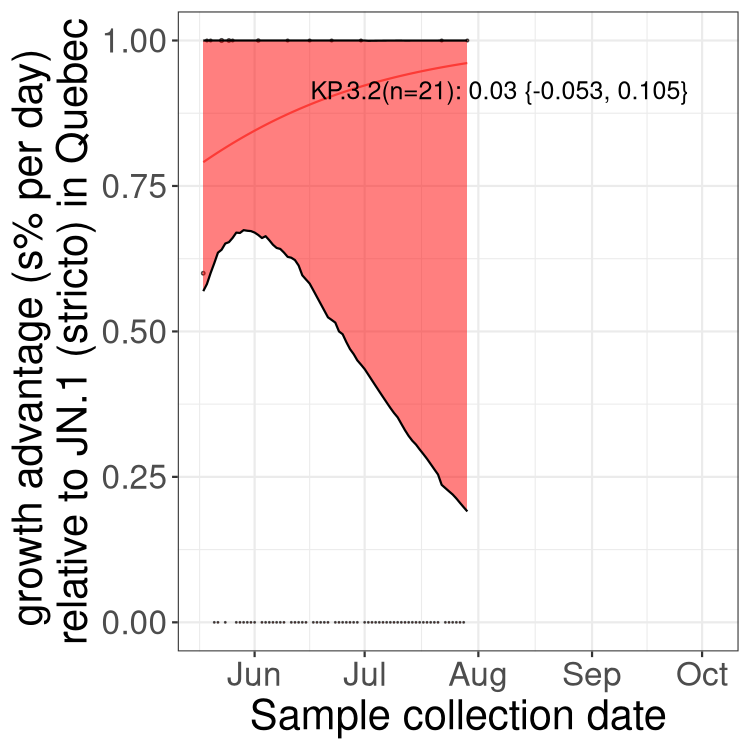 growth advantage (s% per day)
relative to JN.1 (stricto) in Quebec
1.00
0.75
0.50
0.25
0.00
KP.3.2(n=21): 0.03 {-0.053, 0.105}
Jun Jul Aug Sep Oct
Sample collection date